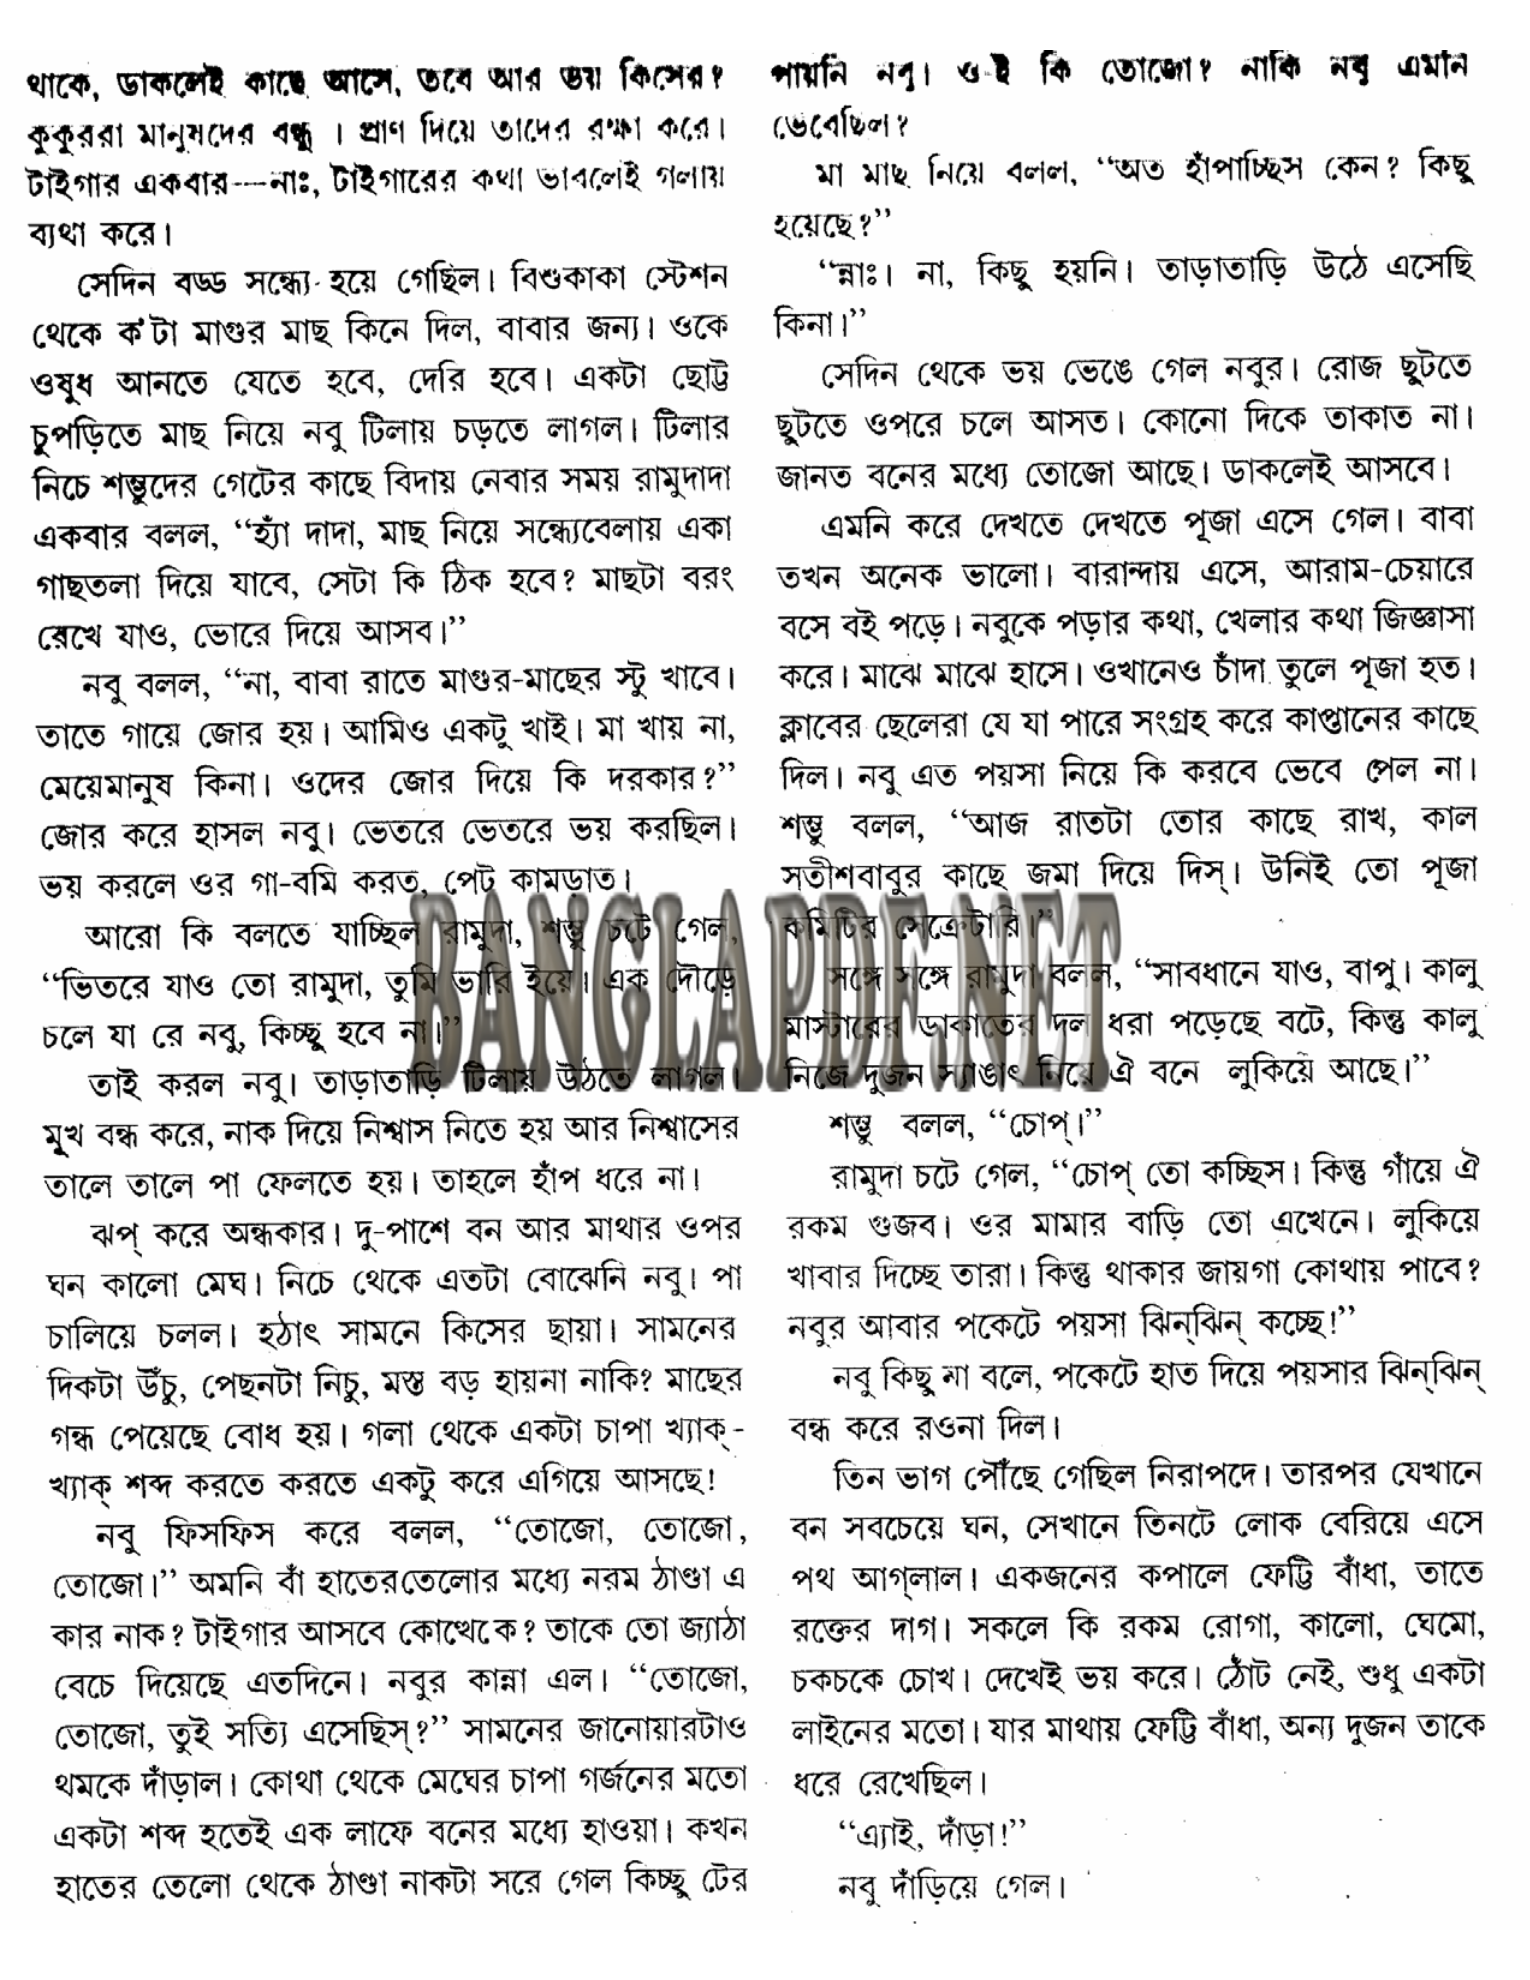 থাকে, ডাকলেই কাছে আসে, তবে আর ভয় কিসের?
কুকুররা মানুষদের বন্ধু । প্রাণ দিয়ে তাদের রক্ষা করে।
টাইগার একবার—নাঃ, টাইগারের কথা ভাবলেই গলায়
ব্যথা করে।
সেদিন বড্ড সন্ধ্যে হয়ে গেছিল। বিশুকাকা স্টেশন
থেকে ক'টা মাগুর মাছ কিনে দিল, বাবার জন্য। ওকে
ওষুধ আনতে যেতে হবে, দেরি হবে। একটা ছোট্ট
চুপড়িতে মাছ নিয়ে নবু টিলায় চড়তে লাগল। টিলার
নিচে শম্ভুদের গেটের কাছে বিদায় নেবার সময় রামুদাদা
একবার বলল, “হ্যাঁ দাদা, মাছ নিয়ে সন্ধ্যেবেলায় একা
গাছতলা দিয়ে যাবে, সেটা কি ঠিক হবে? মাছটা বরং
রেখে যাও, ভোরে দিয়ে আসব।”
নবু বলল, “না, বাবা রাতে মাগুর-মাছের স্টু খাবে।
তাতে গায়ে জোর হয়। আমিও একটু খাই। মা খায় না,
মেয়েমানুষ কিনা। ওদের জোর দিয়ে কি দরকার?”
জোর করে হাসল নবু। ভেতরে ভেতরে ভয় করছিল।
ভয় করলে ওর গা-বমি করত, পেট কামড়াত।
আরো কি বলতে যাচ্ছিল রামুদা, শম্ভু চটে গেল,
“ভিতরে যাও তো রামুদা, তুমি ভারি ইয়ে। এক দৌড়ে
চলে যা রে নবু, কিচ্ছু হবে না।”
তাই করল নবু। তাড়াতাড়ি টিলায় উঠতে লাগল।
মুখ বন্ধ করে, নাক দিয়ে নিশ্বাস নিতে হয় আর নিশ্বাসের
তালে তালে পা ফেলতে হয়। তাহলে হাঁপ ধরে না।
ঝপ্ করে অন্ধকার। দু-পাশে বন আর মাথার ওপর
ঘন কালো মেঘ। নিচে থেকে এতটা বোঝেনি নবু। পা
চালিয়ে চলল। হঠাৎ সামনে কিসের ছায়া। সামনের
দিকটা উঁচু, পেছনটা নিচু, মস্ত বড় হায়না নাকি? মাছের
গন্ধ পেয়েছে বোধ হয়। গলা থেকে একটা চাপা খ্যাক্-
খ্যাক্ শব্দ করতে করতে একটু করে এগিয়ে আসছে!
নবু ফিসফিস করে বলল, “তোজো, তোজো,
তোজো।” অমনি বাঁ হাতেরতেলোর মধ্যে নরম ঠাণ্ডা এ
কার নাক? টাইগার আসবে কোত্থেকে? তাকে তো জ্যাঠা
বেচে দিয়েছে এতদিনে। নবুর কান্না এল। “তোজো,
তোজো, তুই সত্যি এসেছিস্?” সামনের জানোয়ারটাও
থমকে দাঁড়াল। কোথা থেকে মেঘের চাপা গর্জনের মতো
একটা শব্দ হতেই এক লাফে বনের মধ্যে হাওয়া। কখন
হাতের তেলো থেকে ঠাণ্ডা নাকটা সরে গেল কিচ্ছু টের
পায়নি নবু। ও-ই কি তোজো? নাকি নবু এমনি
ভেবেছিল?
মা মাছ নিয়ে বলল, “অত হাঁপাচ্ছিস কেন? কিছু
হয়েছে?”
“ন্নাঃ। না, কিছু হয়নি। তাড়াতাড়ি উঠে এসেছি
কিনা।”
সেদিন থেকে ভয় ভেঙে গেল নবুর। রোজ ছুটতে
ছুটতে ওপরে চলে আসত। কোনো দিকে তাকাত না।
জানত বনের মধ্যে তোজো আছে। ডাকলেই আসবে।
এমনি করে দেখতে দেখতে পূজা এসে গেল। বাবা
তখন অনেক ভালো। বারান্দায় এসে, আরাম-চেয়ারে
বসে বই পড়ে। নবুকে পড়ার কথা, খেলার কথা জিজ্ঞাসা
করে। মাঝে মাঝে হাসে। ওখানেও চাঁদা তুলে পূজা হত।
ক্লাবের ছেলেরা যে যা পারে সংগ্রহ করে কাপ্তানের কাছে
দিল। নবু এত পয়সা নিয়ে কি করবে ভেবে পেল না।
শম্ভু বলল, “আজ রাতটা তোর কাছে রাখ, কাল
সতীশবাবুর কাছে জমা দিয়ে দিস্। উনিই তো পূজা
কমিটির সেক্রেটারি।”
সঙ্গে সঙ্গে রামুদা বলল, “সাবধানে যাও, বাপু। কালু
মাস্টারের ডাকাতের দল ধরা পড়েছে বটে, কিন্তু কালু
নিজে দুজন স্যাঙাৎ নিয়ে ঐ বনে লুকিয়ে আছে।”
শম্ভু বলল, “চোপ্।”
রামুদা চটে গেল, “চোপ্ তো কচ্ছিস। কিন্তু গাঁয়ে ঐ
রকম গুজব। ওর মামার বাড়ি তো এখেনে। লুকিয়ে
খাবার দিচ্ছে তারা। কিন্তু থাকার জায়গা কোথায় পাবে?
নবুর আবার পকেটে পয়সা ঝিন্‌ঝিন্ কচ্ছে!”
নবু কিছু না বলে, পকেটে হাত দিয়ে পয়সার ঝিন্‌ঝিন্
বন্ধ করে রওনা দিল।
তিন ভাগ পৌঁছে গেছিল নিরাপদে। তারপর যেখানে
বন সবচেয়ে ঘন, সেখানে তিনটে লোক বেরিয়ে এসে
পথ আগ্‌লাল। একজনের কপালে ফেট্টি বাঁধা, তাতে
রক্তের দাগ। সকলে কি রকম রোগা, কালো, ঘেমো,
চকচকে চোখ। দেখেই ভয় করে। ঠোঁট নেই, শুধু একটা
লাইনের মতো। যার মাথায় ফেট্টি বাঁধা, অন্য দুজন তাকে
ধরে রেখেছিল।
“এ্যাই, দাঁড়া!”
নবু দাঁড়িয়ে গেল।
BANGLAPDF.NET